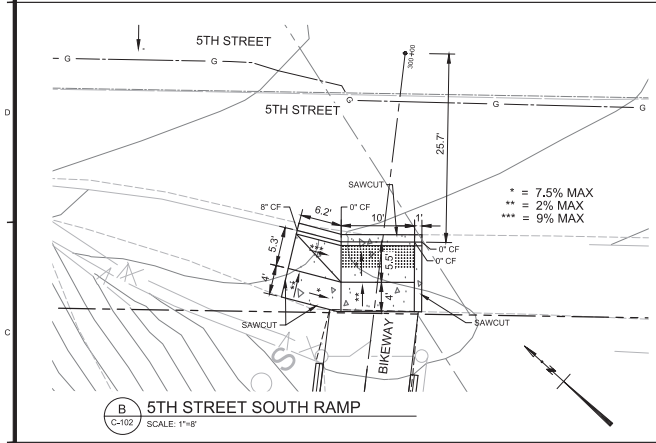 5TH STREET
G
G
300+00
G
G
G
5TH STREET
D
25.7'
SAWCUT
* = 7.5% MAX
** = 2% MAX
*** = 9% MAX
8" CF
6.2'
0" CF
10'
1'
0" CF
0" CF
5.3'
***
5.5'
4'
**
*
**
4'
SAWCUT
SAWCUT
C
BIKEWAY
S
B
C-102
5TH STREET SOUTH RAMP
SCALE: 1"=8'